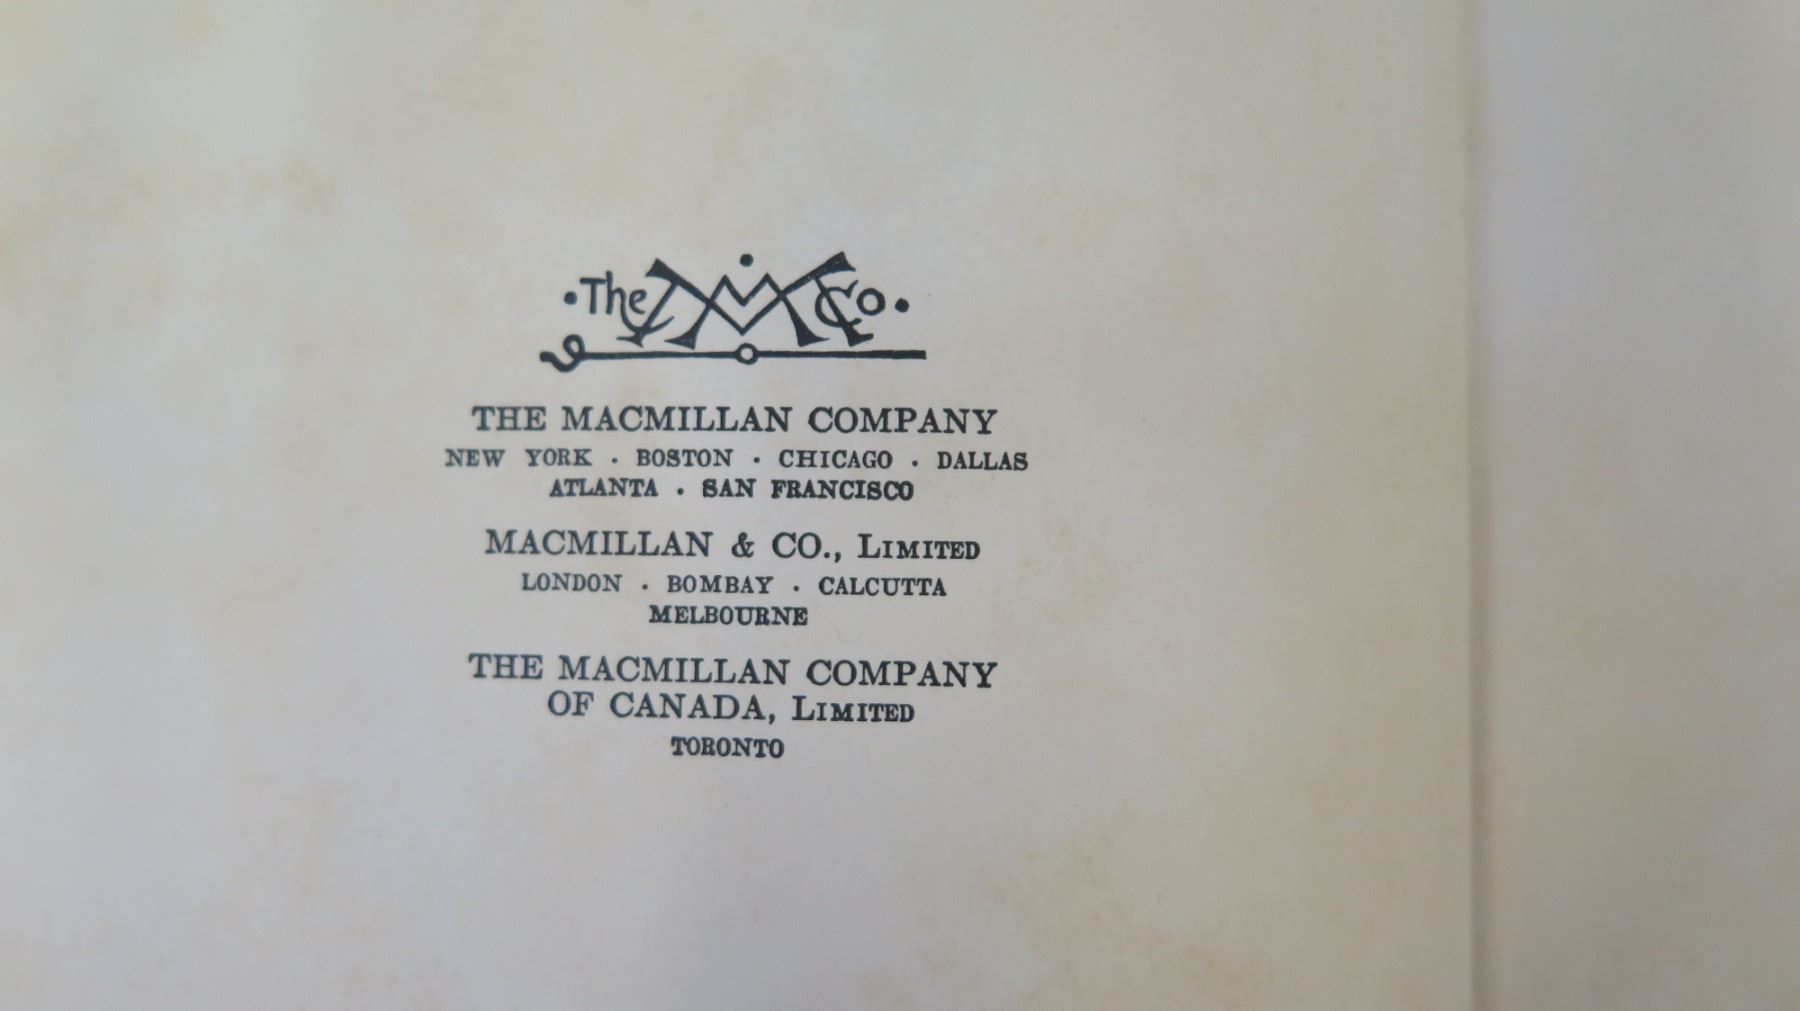 ·The M Co·
THE MACMILLAN COMPANY
NEW YORK · BOSTON · CHICAGO · DALLAS
ATLANTA · SAN FRANCISCO
MACMILLAN & CO., LIMITED
LONDON · BOMBAY · CALCUTTA
MELBOURNE
THE MACMILLAN COMPANY
OF CANADA, LIMITED
TORONTO